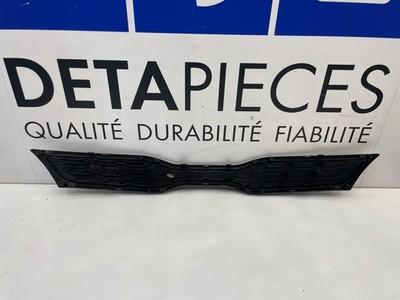 DETAPIECES
QUALITÉ DURABILITÉ FIABILITÉ